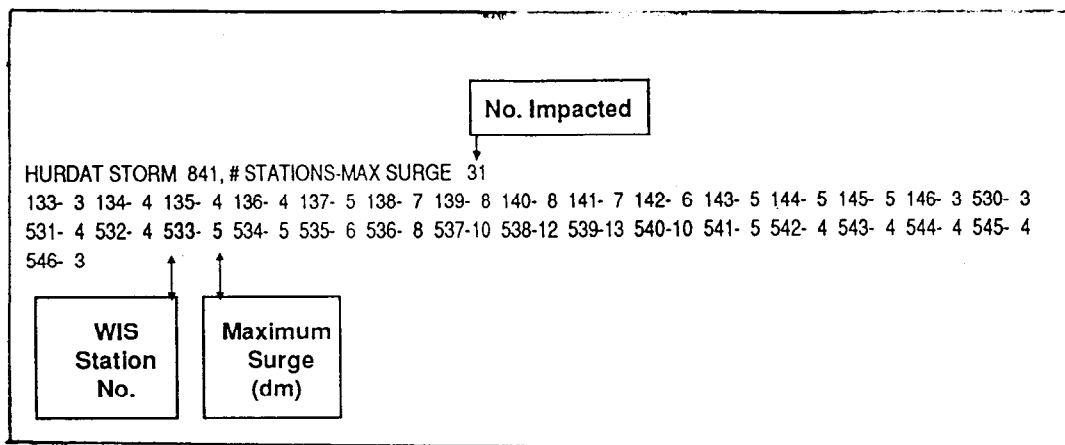 No. Impacted
HURDAT STORM 841, # STATIONS-MAX SURGE 31
133- 3 134- 4 135- 4 136- 4 137- 5 138- 7 139- 8 140- 8 141- 7 142- 6 143- 5 144- 5 145- 5 146- 3 530- 3
531- 4 532- 4 533- 5 534- 5 535- 6 536- 8 537-10 538-12 539-13 540-10 541- 5 542- 4 543- 4 544- 4 545- 4
546- 3
WIS
Station
No.
Maximum
Surge
(dm)